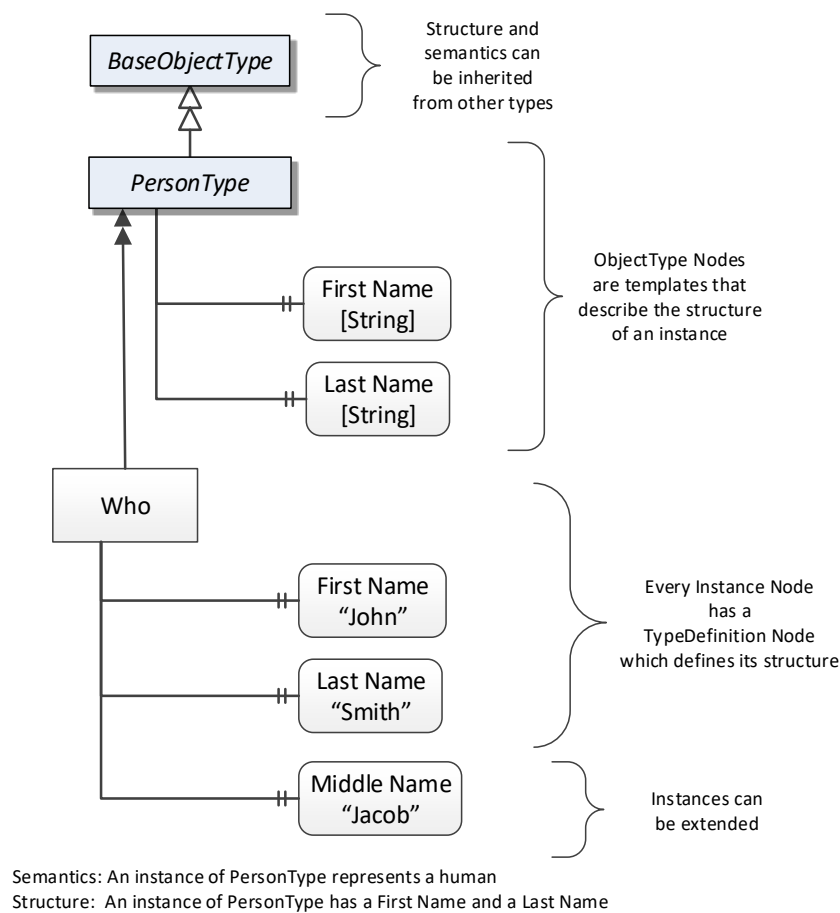 BaseObjectType
Structure and
semantics can
be inherited
from other types
PersonType
First Name
[String]
Last Name
[String]
ObjectType Nodes
are templates that
describe the structure
of an instance
Who
First Name
“John”
Last Name
“Smith”
Every Instance Node
has a
TypeDefinition Node
which defines its structure
Middle Name
“Jacob”
Instances can
be extended
Semantics: An instance of PersonType represents a human
Structure: An instance of PersonType has a First Name and a Last Name